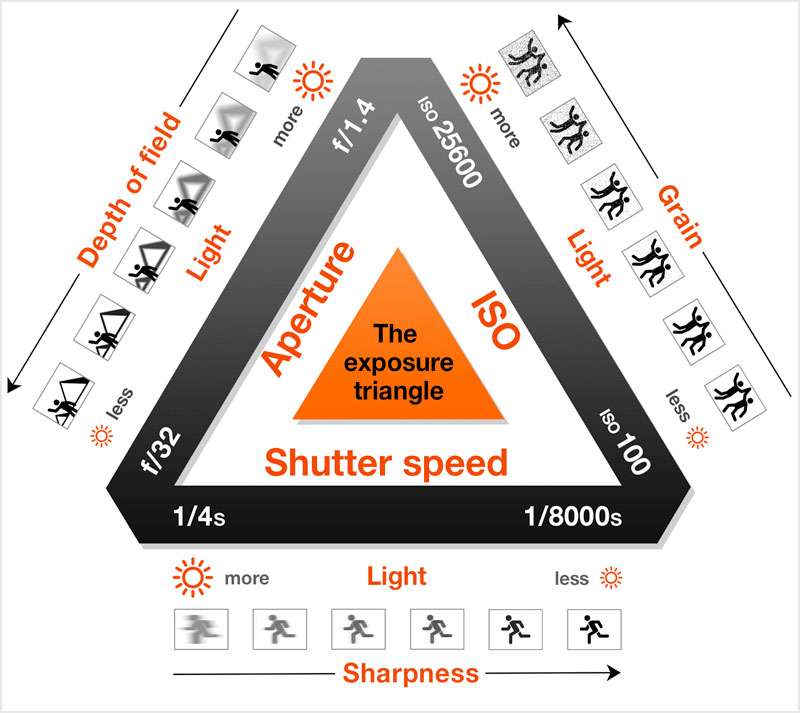 more
f/1.4
Depth of field
Light
Aperture
less
f/32
more
ISO 25600
Grain
Light
ISO
less
ISO 100
The
exposure
triangle
Shutter speed
1/4s
1/8000s
more
Light
less
Sharpness